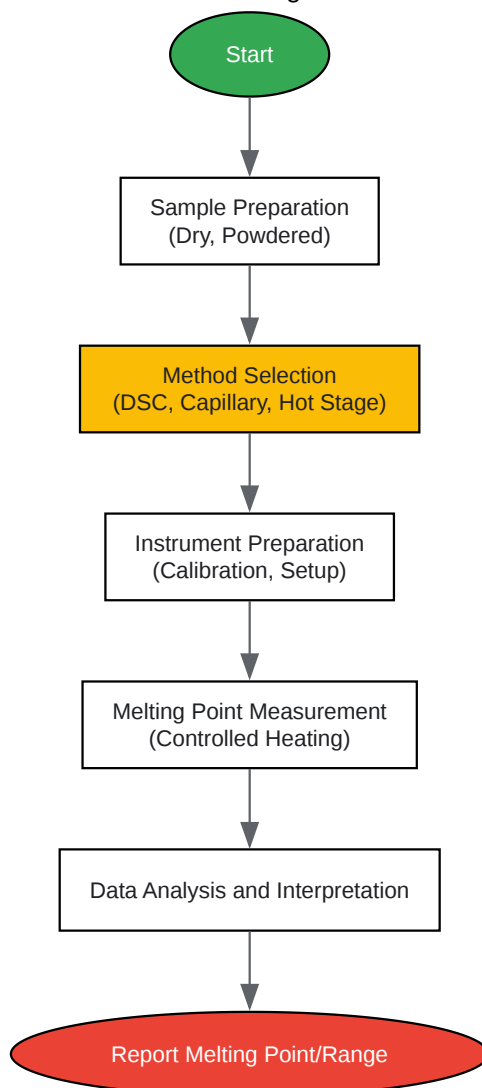 Start
Sample Preparation
(Dry, Powdered)
Method Selection
(DSC, Capillary, Hot Stage)
Instrument Preparation
(Calibration, Setup)
Melting Point Measurement
(Controlled Heating)
Data Analysis and Interpretation
Report Melting Point/Range